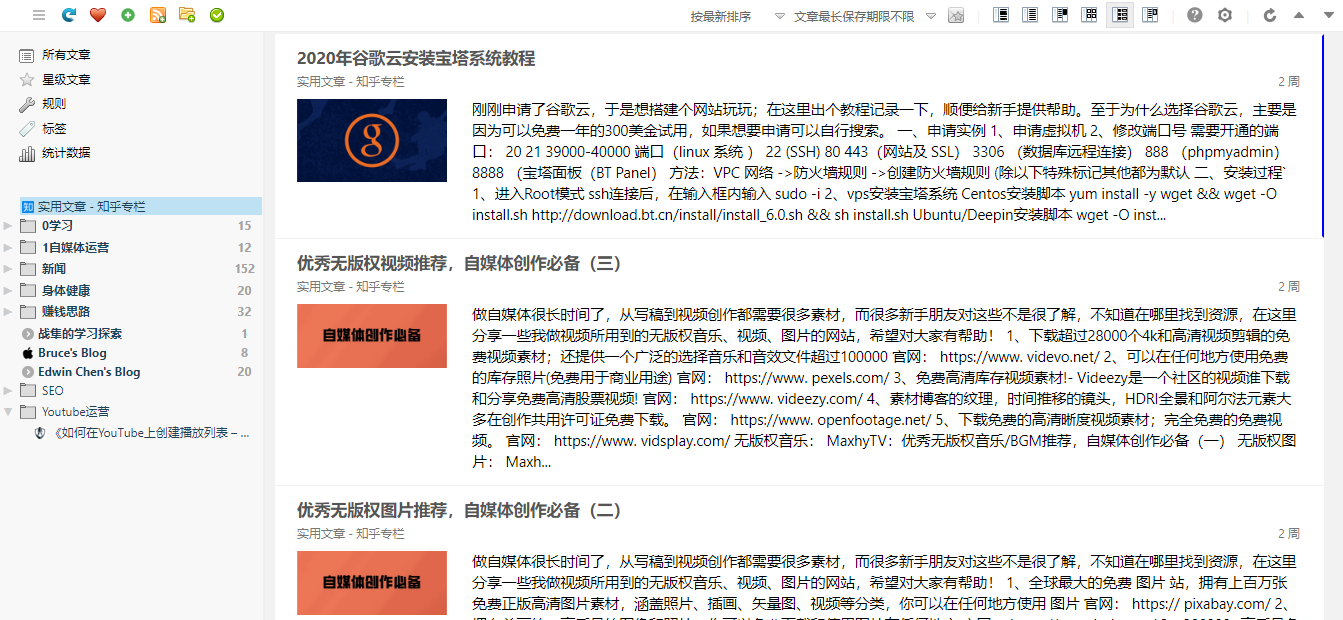 按最新排序
文章最长保存期限不限
所有文章
星级文章
规则
标签
统计数据
知 实用文章 - 知乎专栏
0学习 15
1自媒体运营 12
新闻 152
身体健康 20
赚钱思路 32
战隼的学习探索 1
Bruce's Blog 8
Edwin Chen's Blog 20
SEO
Youtube运营
《如何在YouTube上创建播放列表 – ...
2020年谷歌云安装宝塔系统教程
实用文章 - 知乎专栏 2 周
刚刚申请了谷歌云，于是想搭建个网站玩玩；在这里出个教程记录一下，顺便给新手提供帮助。至于为什么选择谷歌云，主要是
因为可以免费一年的300美金试用，如果想要申请可以自行搜索。 一、申请实例 1、申请虚拟机 2、修改端口号 需要开通的端
口： 20 21 39000-40000 端口（linux 系统 ） 22 (SSH) 80 443（网站及 SSL） 3306 （数据库远程连接） 888 （phpmyadmin）
8888 （宝塔面板（BT Panel） 方法：VPC 网络 ->防火墙规则 ->创建防火墙规则 (除以下特殊标记其他都为默认 二、安装过程`
1、进入Root模式 ssh连接后，在输入框内输入 sudo -i 2、vps安装宝塔系统 Centos安装脚本 yum install -y wget && wget -O
install.sh http://download.bt.cn/install/install_6.0.sh && sh install.sh Ubuntu/Deepin安装脚本 wget -O inst...
优秀无版权视频推荐，自媒体创作必备（三）
实用文章 - 知乎专栏 2 周
自媒体创作必备
做自媒体很长时间了，从写稿到视频创作都需要很多素材，而很多新手朋友对这些不是很了解，不知道在哪里找到资源，在这里
分享一些我做视频所用到的无版权音乐、视频、图片的网站，希望对大家有帮助！ 1、下载超过28000个4k和高清视频剪辑的免
费视频素材；还提供一个广泛的选择音乐和音效文件超过100000 官网： https://www. videvo.net/ 2、可以在任何地方使用免费
的库存照片(免费用于商业用途) 官网： https://www. pexels.com/ 3、免费高清库存视频素材!- Videezy是一个社区的视频谁下载
和分享免费高清股票视频! 官网： https://www. videezy.com/ 4、素材博客的纹理，时间推移的镜头，HDRI全景和阿尔法元素大
多在创作共用许可证免费下载。 官网： https://www. openfootage.net/ 5、下载免费的高清晰度视频素材；完全免费的免费视
频。 官网： https://www. vidsplay.com/ 无版权音乐： MaxhyTV：优秀无版权音乐/BGM推荐，自媒体创作必备（一） 无版权图
片： Maxh...
优秀无版权图片推荐，自媒体创作必备（二）
实用文章 - 知乎专栏 2 周
自媒体创作必备
做自媒体很长时间了，从写稿到视频创作都需要很多素材，而很多新手朋友对这些不是很了解，不知道在哪里找到资源，在这里
分享一些我做视频所用到的无版权音乐、视频、图片的网站，希望对大家有帮助！ 1、全球最大的免费 图片 站，拥有上百万张
免费正版高清图片素材，涵盖照片、插画、矢量图、视频等分类，你可以在任何地方使用 图片 官网： https:// pixabay.com/ 2、